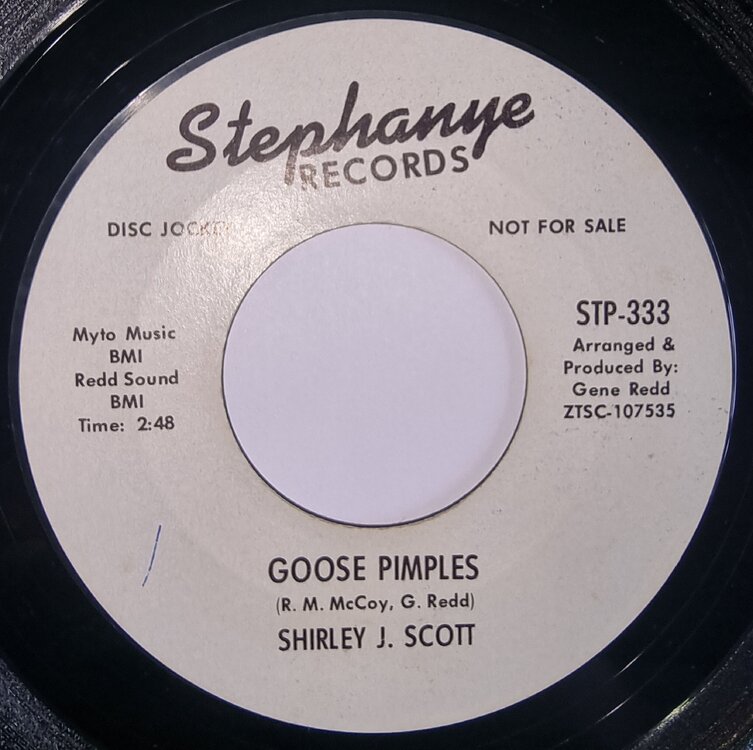 Stephanye
RECORDS
DISC JOCKEY
NOT FOR SALE
Myto Music
BMI
Redd Sound
BMI
Time: 2:48
STP-333
Arranged &
Produced By:
Gene Redd
ZTSC-107535
GOOSE PIMPLES
(R. M. McCoy, G. Redd)
SHIRLEY J. SCOTT